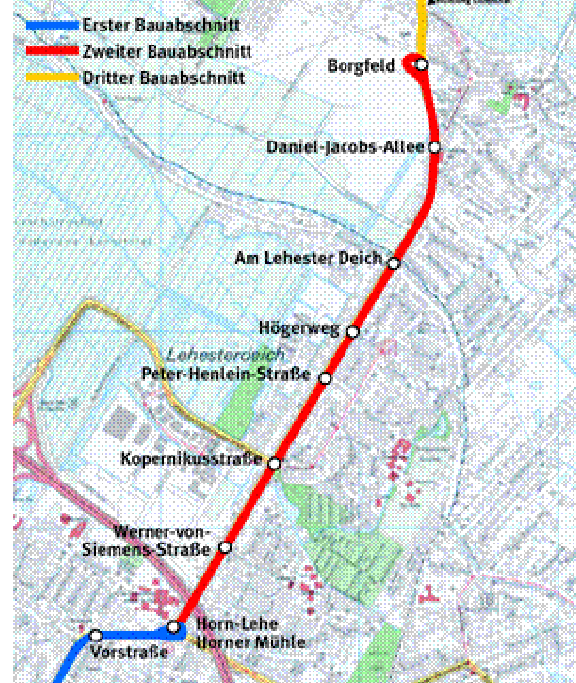 Erster Bauabschnitt
Zweiter Bauabschnitt
Dritter Bauabschnitt
Borgfeld
Daniel-Jacobs-Allee
Am Lehester Deich
Högerweg
Lehesterdeich
Peter-Henlein-Straße
Kopernikusstraße
Werner-von-
Siemens-Straße
Horn-Lehe
Horner Mühle
Vorstraße